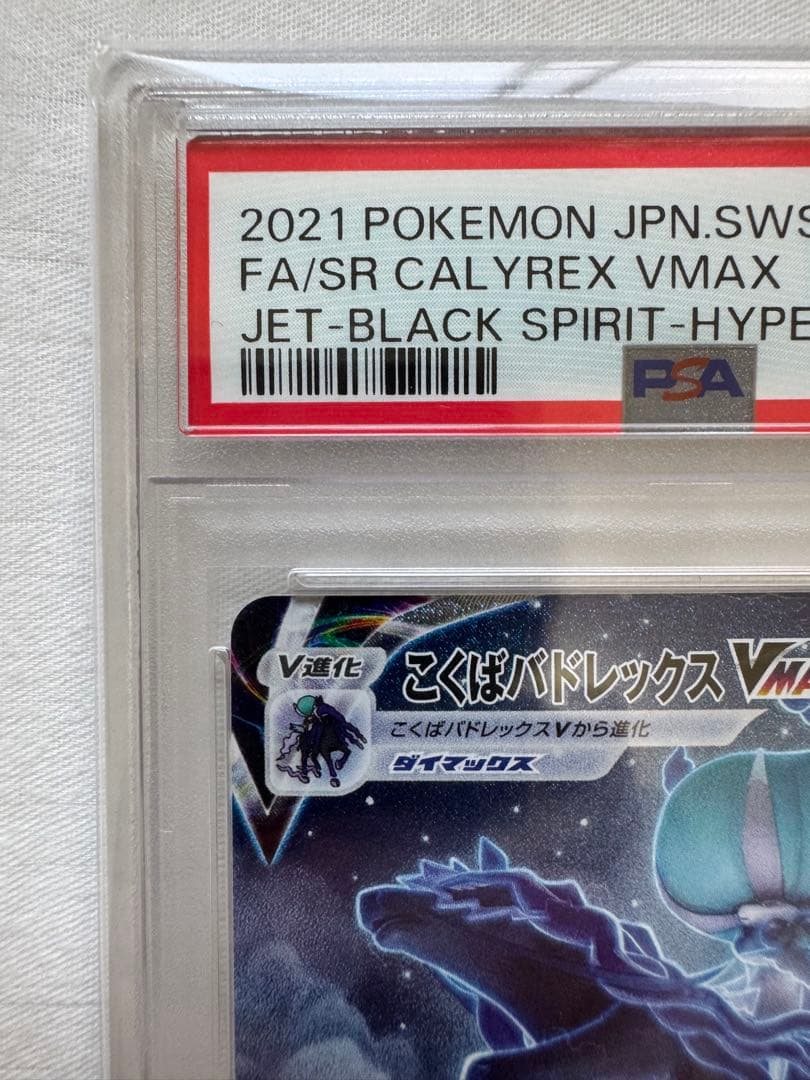 2021 POKEMON JPN.SWS
FA/SR CALYREX VMAX
JET-BLACK SPIRIT-HYPE
PSA
V進化
こくばバドレックス VMA
こくばバドレックスVから進化
ダイマックス